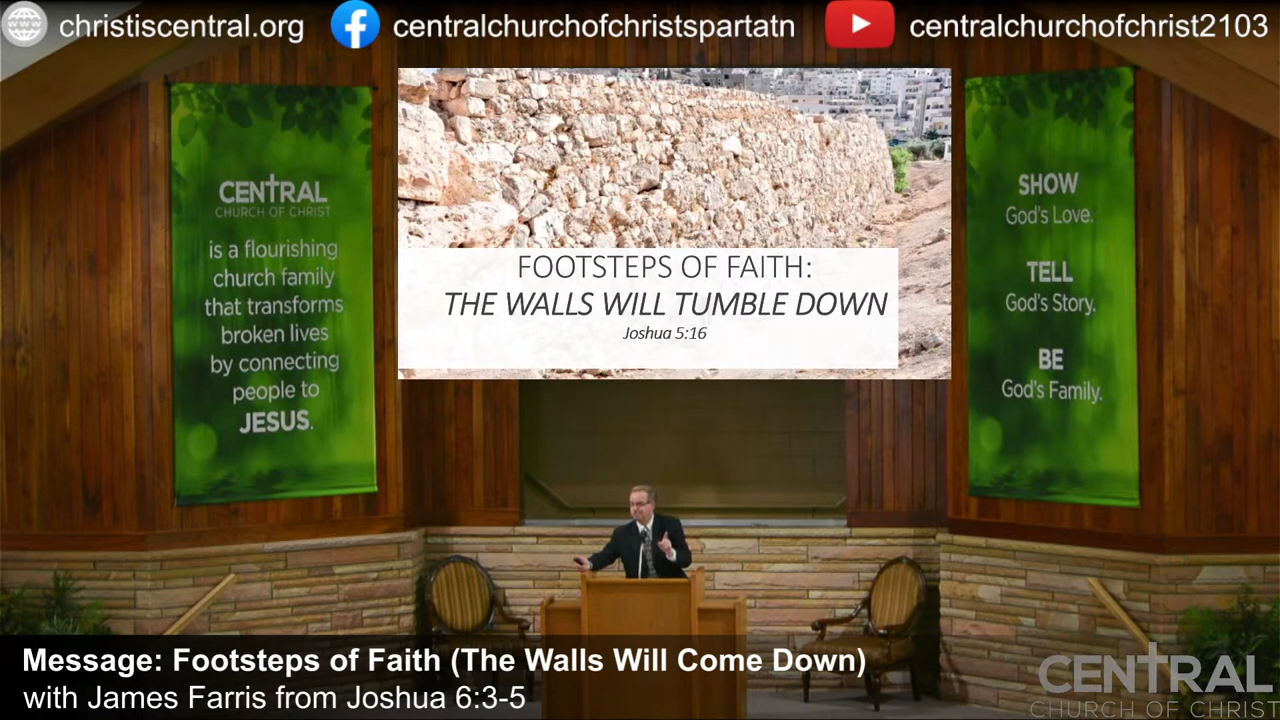 christiscentral.org
centralchurchofchristspartatn
centralchurchofchrist2103
CENTRAL
CHURCH OF CHRIST
is a flourishing
church family
that transforms
broken lives
by connecting
people to
JESUS.
FOOTSTEPS OF FAITH:
THE WALLS WILL TUMBLE DOWN
Joshua 5:16
SHOW
God's Love.
TELL
God's Story.
BE
God's Family.
Message: Footsteps of Faith (The Walls Will Come Down)
with James Farris from Joshua 6:3-5
CENTRAL
CHURCH OF CHRIST